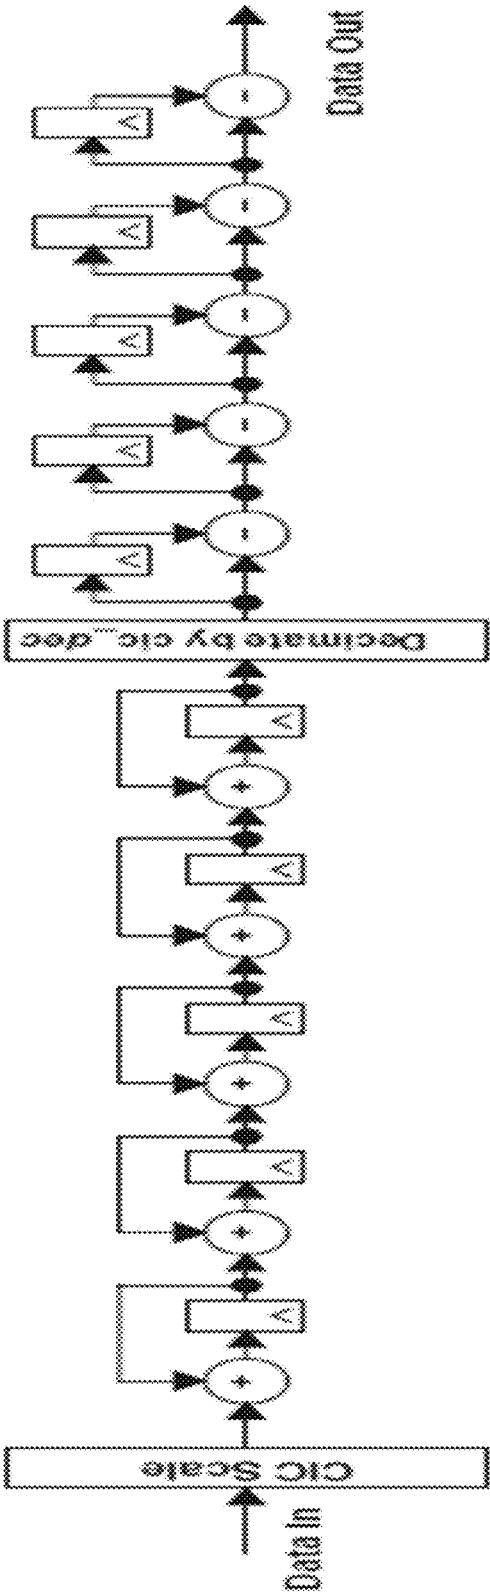 Data In
CIC Scale
+
+
+
+
+
Decimate by cic_dec
-
-
-
-
-
Data Out